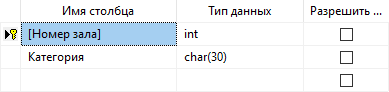 Имя столбца Тип данных Разрешить ...
[Номер зала] int
Категория char(30)